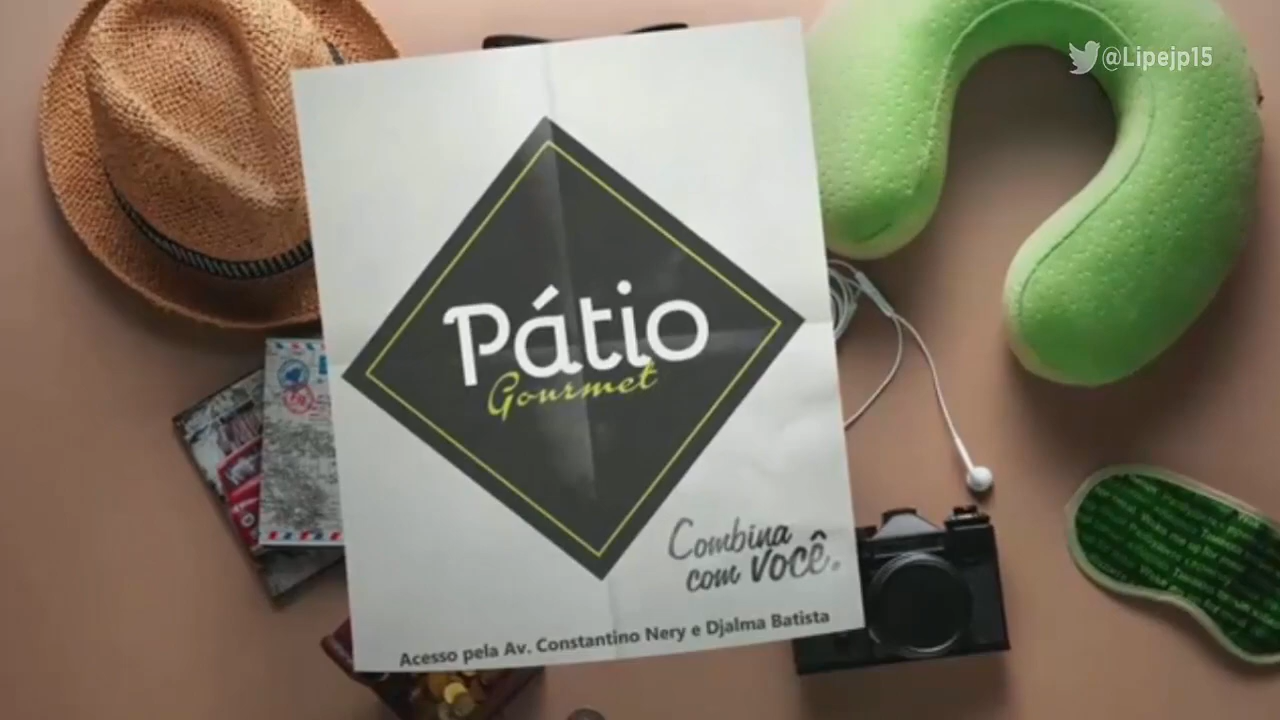 @Lipejp15
Pátio
Gourmet
Combina
com você.
Acesso pela Av. Constantino Nery e Djalma Batista